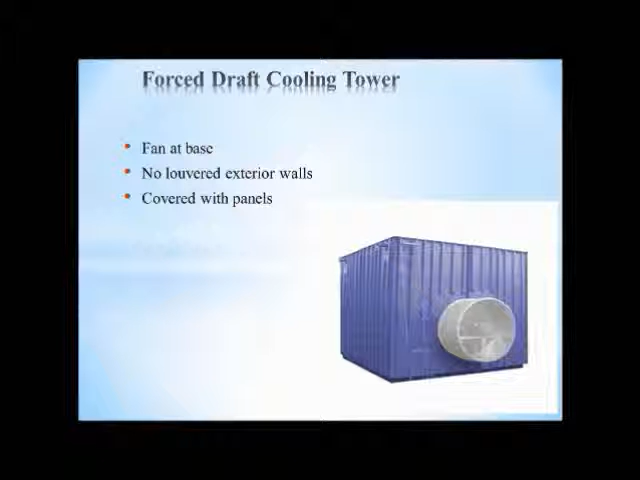 Forced Draft Cooling Tower
• Fan at base
• No louvered exterior walls
• Covered with panels